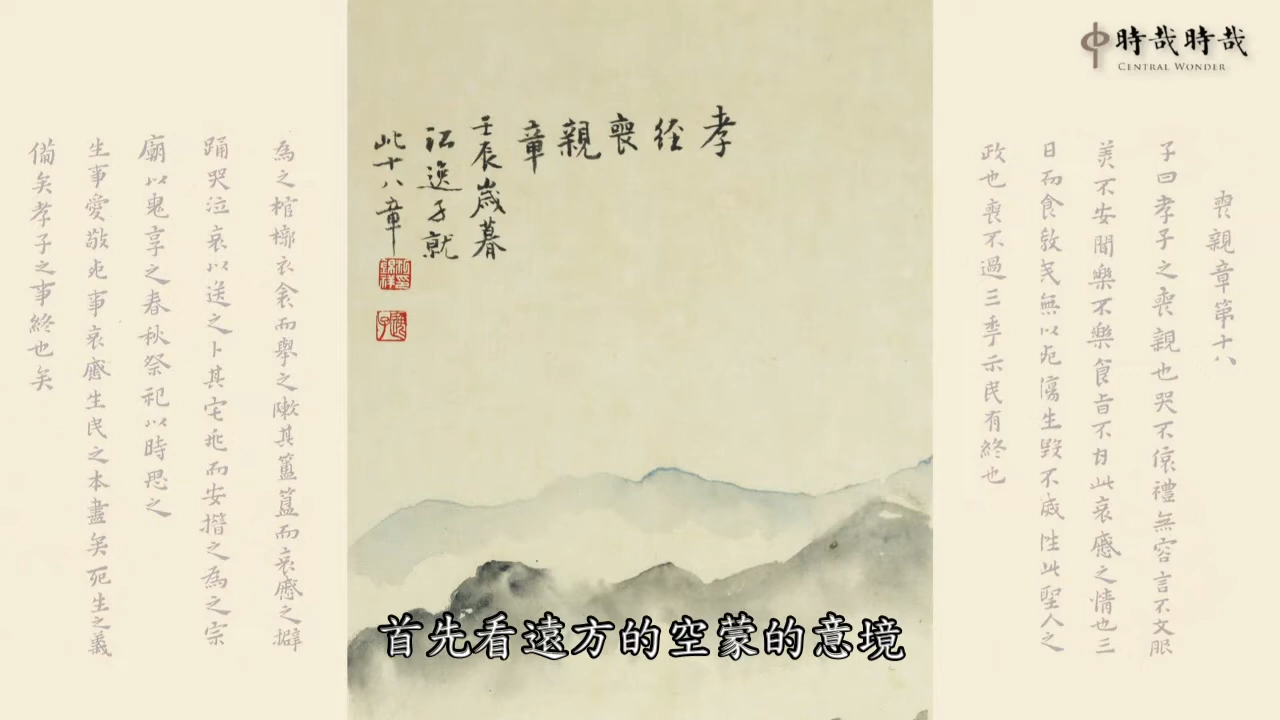 時哉時哉
CENTRAL WONDER
喪親章第十八
子曰孝子之喪親也哭不偯禮無容言不文服
美不安聞樂不樂食旨不甘此哀慼之情也三
日而食教民無以死傷生毀不滅性此聖人之
政也喪不過三年示民有終也
孝經喪親章
壬辰歲暮
江逸子就
此十八章
為之棺槨衣衾而舉之陳其簠簋而哀慼之擗
踊哭泣哀以送之卜其宅兆而安措之為之宗
廟以鬼享之春秋祭祀以時思之
生事愛敬死事哀慼生民之本盡矣死生之義
備矣孝子之事終也矣
首先看遠方的空蒙的意境